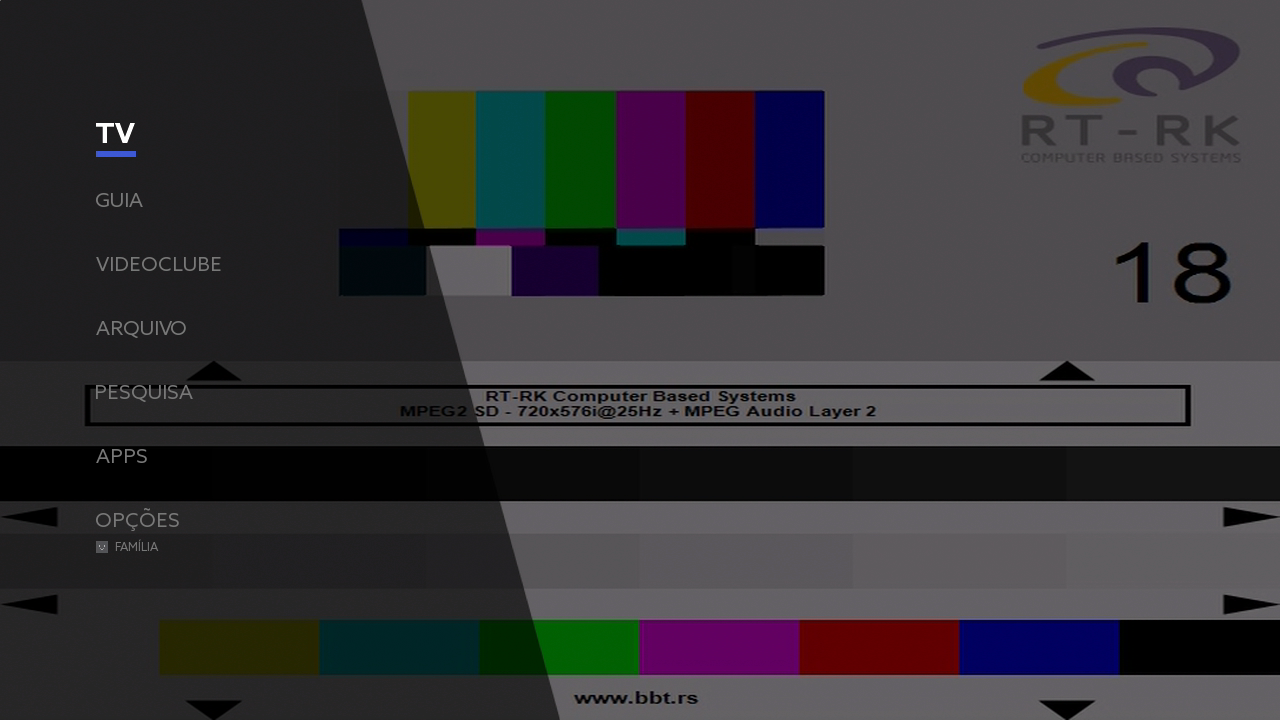 TV
GUIA
VIDEOCLUBE
ARQUIVO
PESQUISA
APPS
OPÇÕES
FAMÍLIA
RT-RK
COMPUTER BASED SYSTEMS
18
RT-RK Computer Based Systems
MPEG2 SD - 720x576i@25Hz + MPEG Audio Layer 2
www.bbt.rs